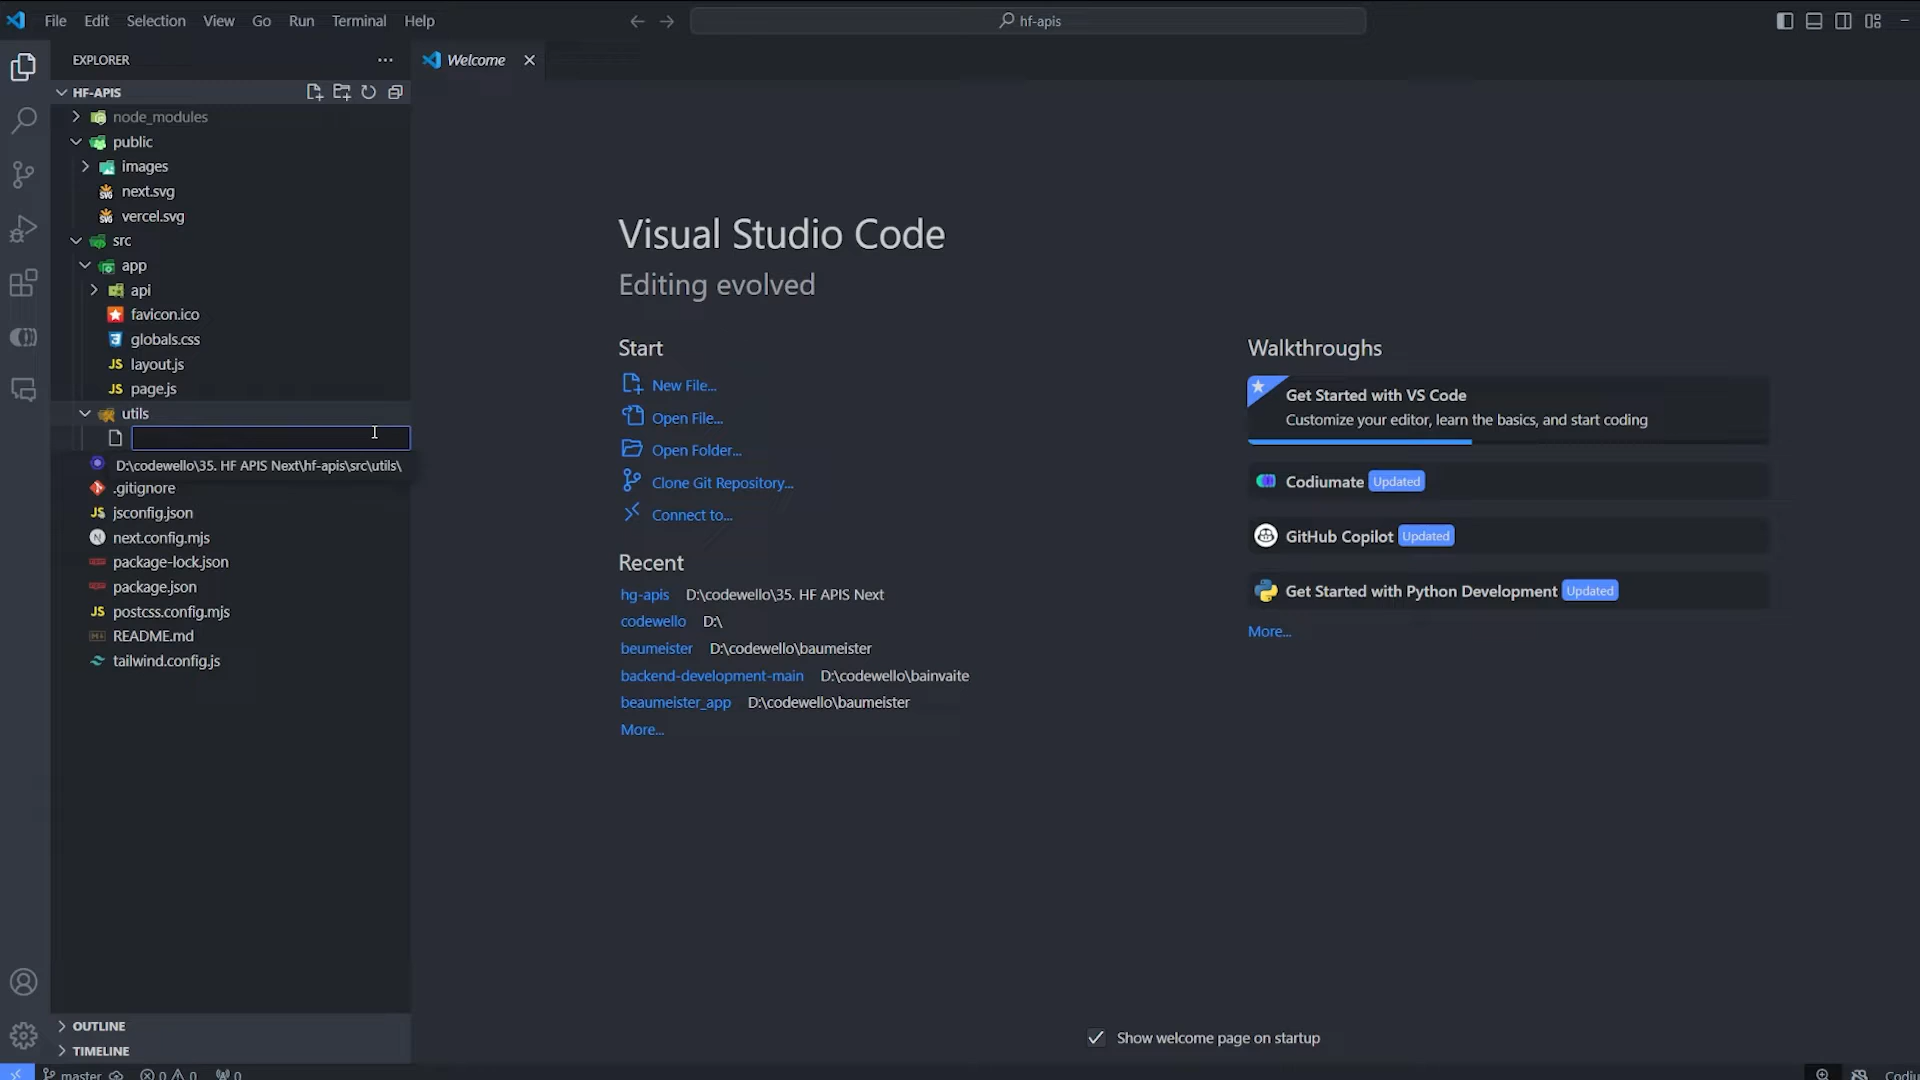 File Edit Selection View Go Run Terminal Help
hf-apis
EXPLORER
Welcome
HF-APIS
node_modules
public
images
next.svg
vercel.svg
src
app
api
favicon.ico
globals.css
layout.js
page.js
utils
D:\codewello\35. HF APIS Next\hf-apis\src\utils\
.gitignore
jsconfig.json
next.config.mjs
package-lock.json
package.json
postcss.config.mjs
README.md
tailwind.config.js
OUTLINE
TIMELINE
master 0 0 0
Visual Studio Code
Editing evolved
Start
New File...
Open File...
Open Folder...
Clone Git Repository...
Connect to...
Recent
hg-apis D:\codewello\35. HF APIS Next
codewello D:\
beumeister D:\codewello\baumeister
backend-development-main D:\codewello\bainvaite
beaumeister_app D:\codewello\baumeister
More...
Walkthroughs
Get Started with VS Code
Customize your editor, learn the basics, and start coding
Codiumate Updated
GitHub Copilot Updated
Get Started with Python Development Updated
More...
Show welcome page on startup
Codiu